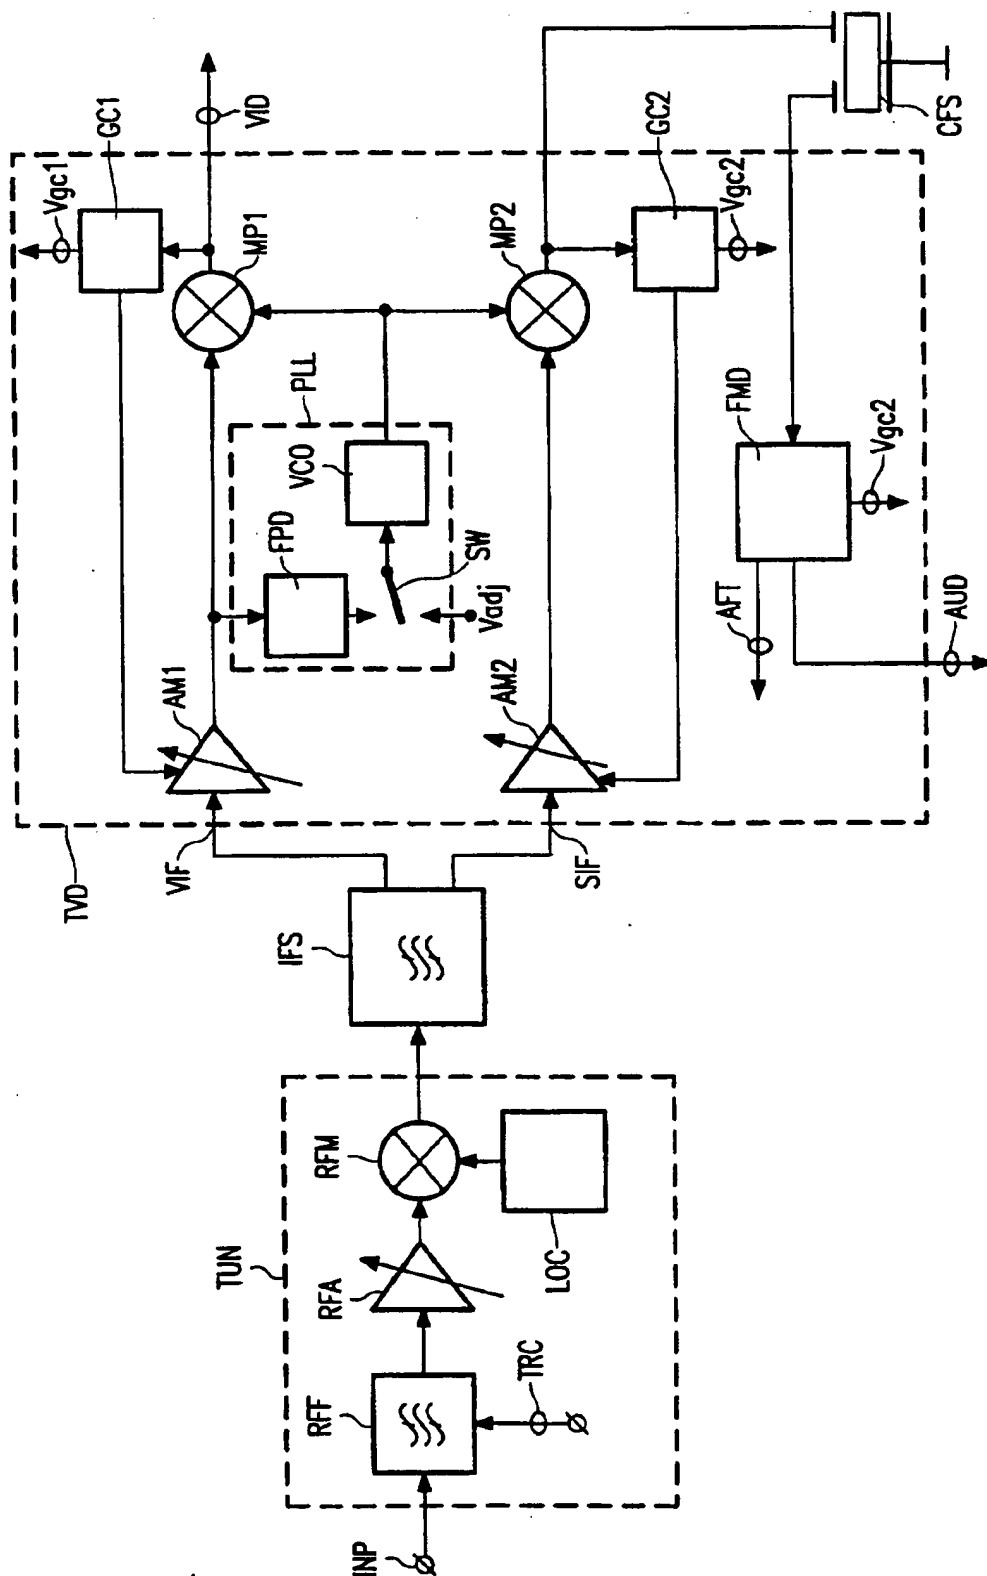 INP
RFF
TRC
RFA
RFM
LOC
TUN
IFS
VIF
SIF
TVD
AM1
AM2
FPD
SW
Vadj
VCO
PLL
MP1
MP2
GC1
Vgc1
VID
GC2
Vgc2
CFS
FMD
Vgc2
AFT
AUD